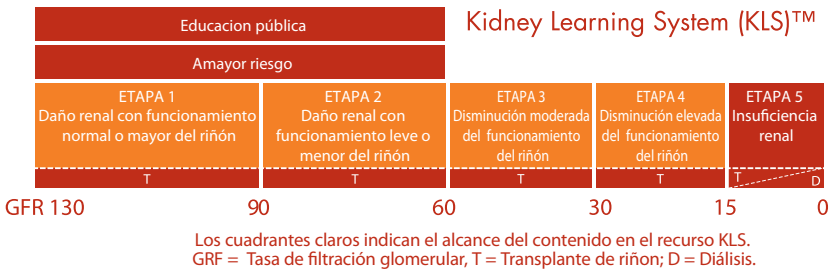 Educacion pública
Kidney Learning System (KLS)™
Amayor riesgo
ETAPA 1
Daño renal con funcionamiento
normal o mayor del riñón
ETAPA 2
Daño renal con
funcionamiento leve o
menor del riñón
ETAPA 3
Disminución moderada
del funcionamiento
del riñón
ETAPA 4
Disminución elevada
del funcionamiento
del riñón
ETAPA 5
Insuficiencia
renal
T
T
T
T
T
D
GFR 130
90
60
30
15
0
Los cuadrantes claros indican el alcance del contenido en el recurso KLS.
GRF = Tasa de filtración glomerular, T = Transplante de riñon; D = Diálisis.